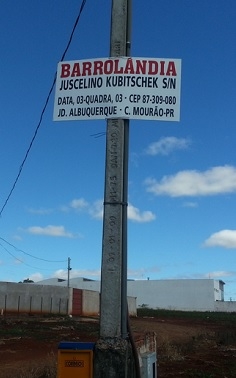 BARROLÂNDIA
JUSCELINO KUBITSCHEK S/N
DATA, 03-QUADRA, 03 - CEP 87-309-080
JD. ALBUQUERQUE - C. MOURÃO-PR